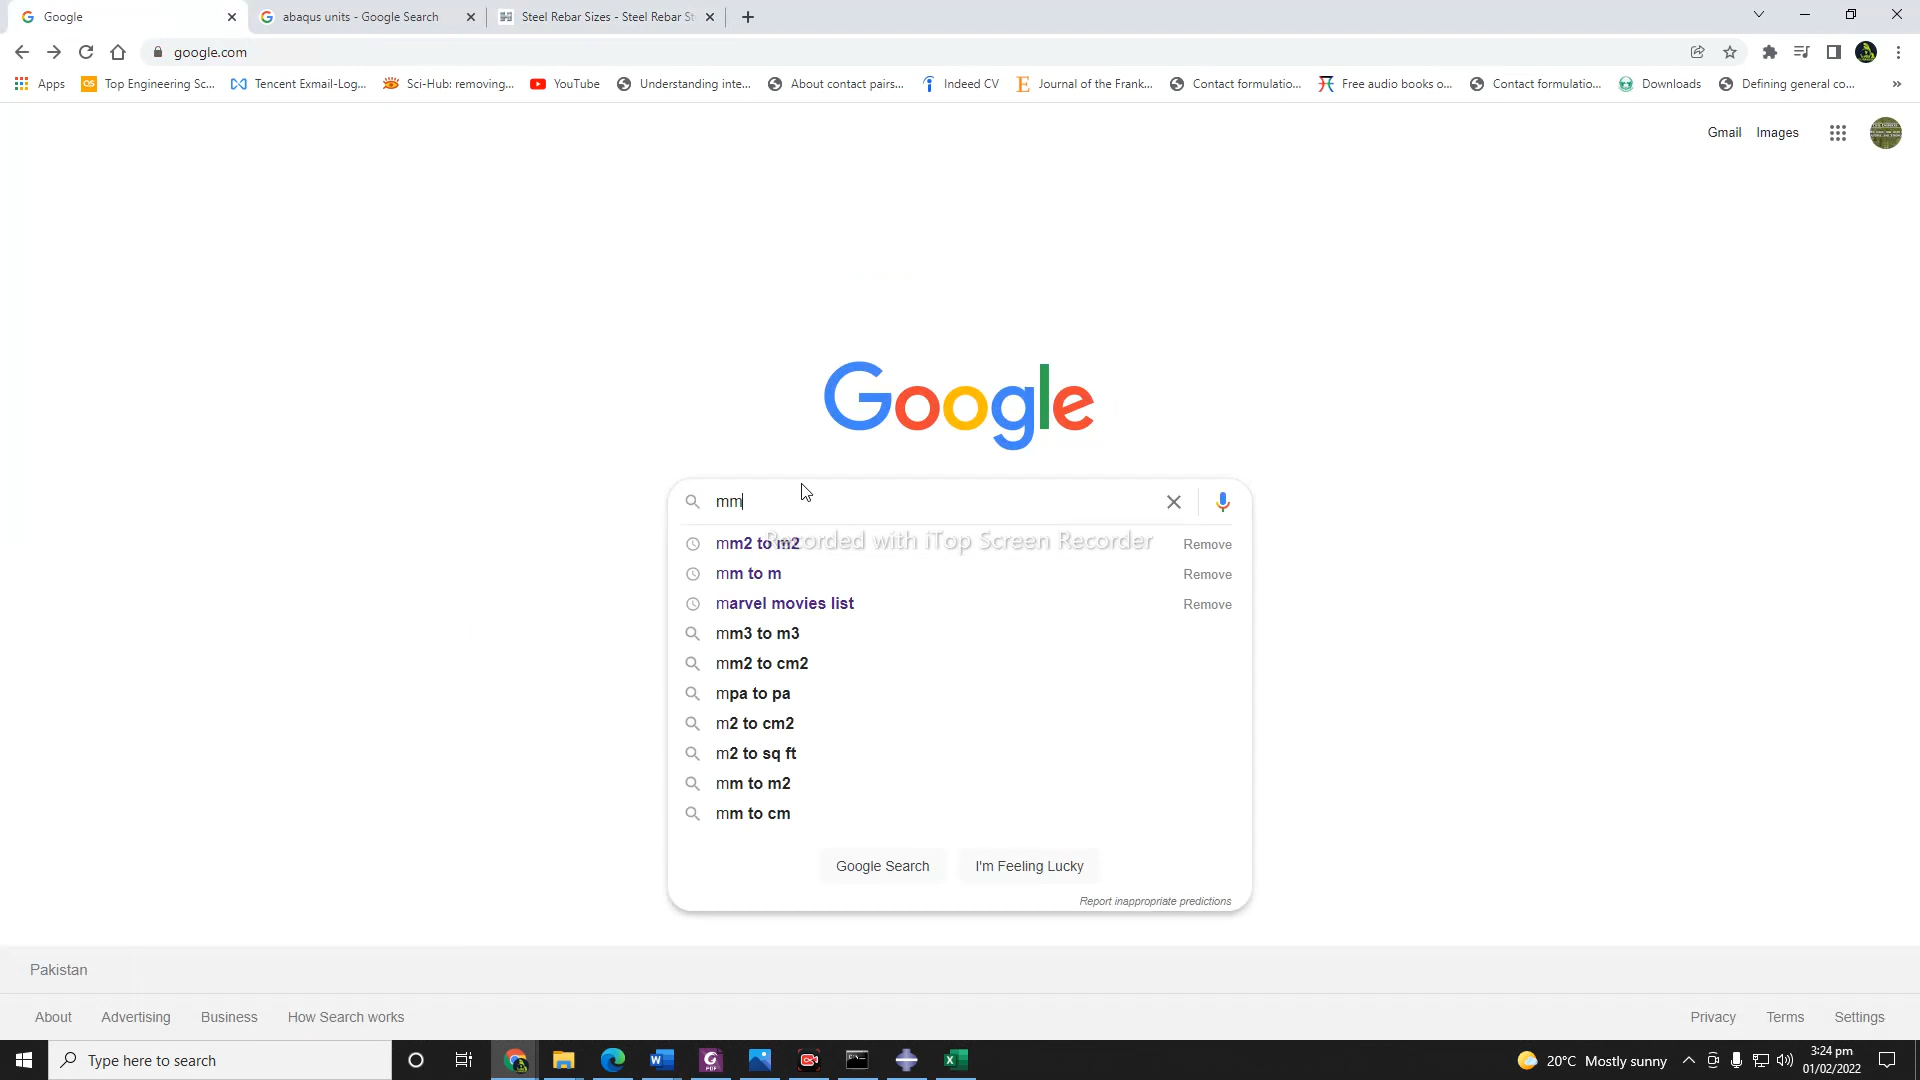 Google
abaqus units - Google Search
Steel Rebar Sizes - Steel Rebar St
google.com
Apps
Top Engineering Sc...
Tencent Exmail-Log...
Sci-Hub: removing...
YouTube
Understanding inte...
About contact pairs...
Indeed CV
Journal of the Frank...
Contact formulatio...
Free audio books o...
Contact formulatio...
Downloads
Defining general co...
»
Gmail
Images
Google
mm
Recorded with iTop Screen Recorder
mm2 to m2
Remove
mm to m
Remove
marvel movies list
Remove
mm3 to m3
mm2 to cm2
mpa to pa
m2 to cm2
m2 to sq ft
mm to m2
mm to cm
Google Search
I'm Feeling Lucky
Report inappropriate predictions
Pakistan
About
Advertising
Business
How Search works
Privacy
Terms
Settings
Type here to search
20°C Mostly sunny
3:24 pm
01/02/2022